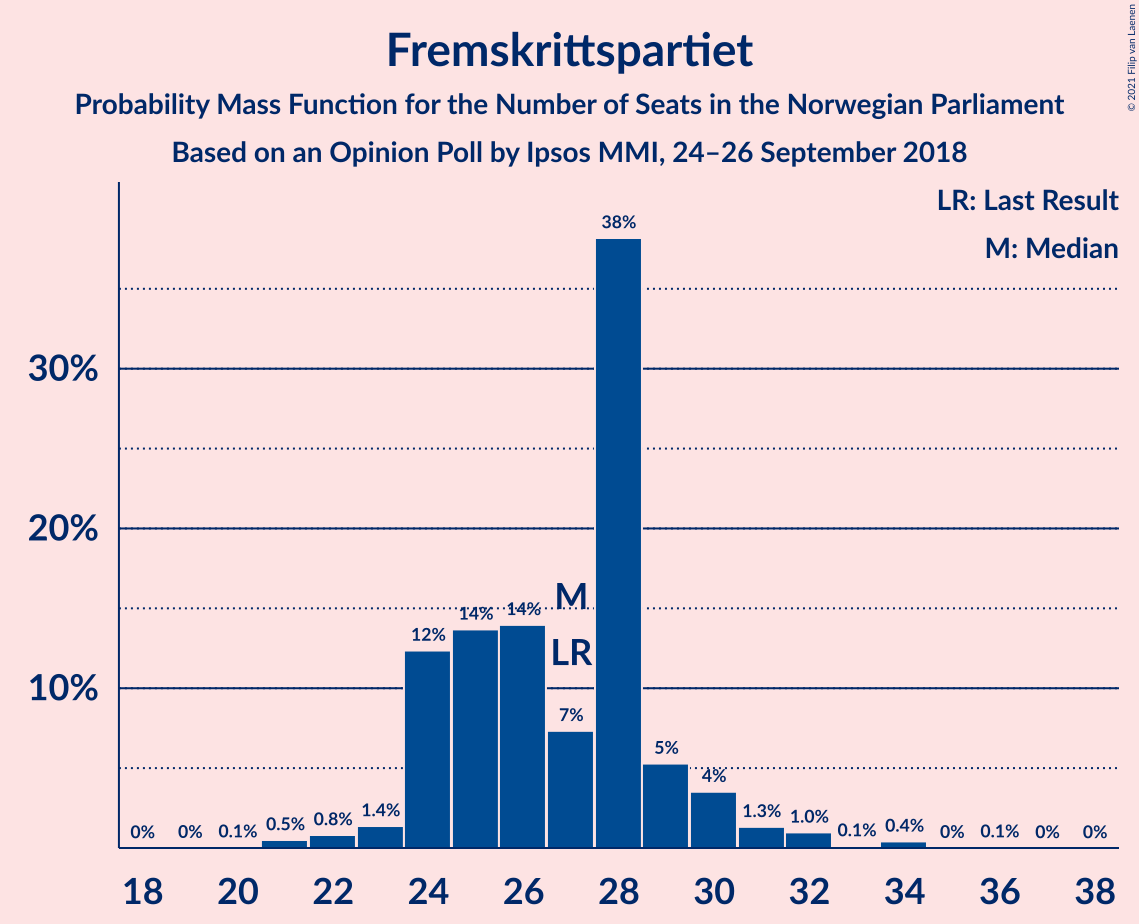 Fremskrittspartiet
Probability Mass Function for the Number of Seats in the Norwegian Parliament
Based on an Opinion Poll by Ipsos MMI, 24–26 September 2018
© 2021 Filip van Laenen
LR: Last Result
M: Median
38%
30%
20%
10%
M
LR
0%
0%
0.1%
0.5%
0.8%
1.4%
12%
14%
14%
7%
5%
4%
1.3%
1.0%
0.1%
0.4%
0%
0.1%
0%
0%
18 20 22 24 26 28 30 32 34 36 38